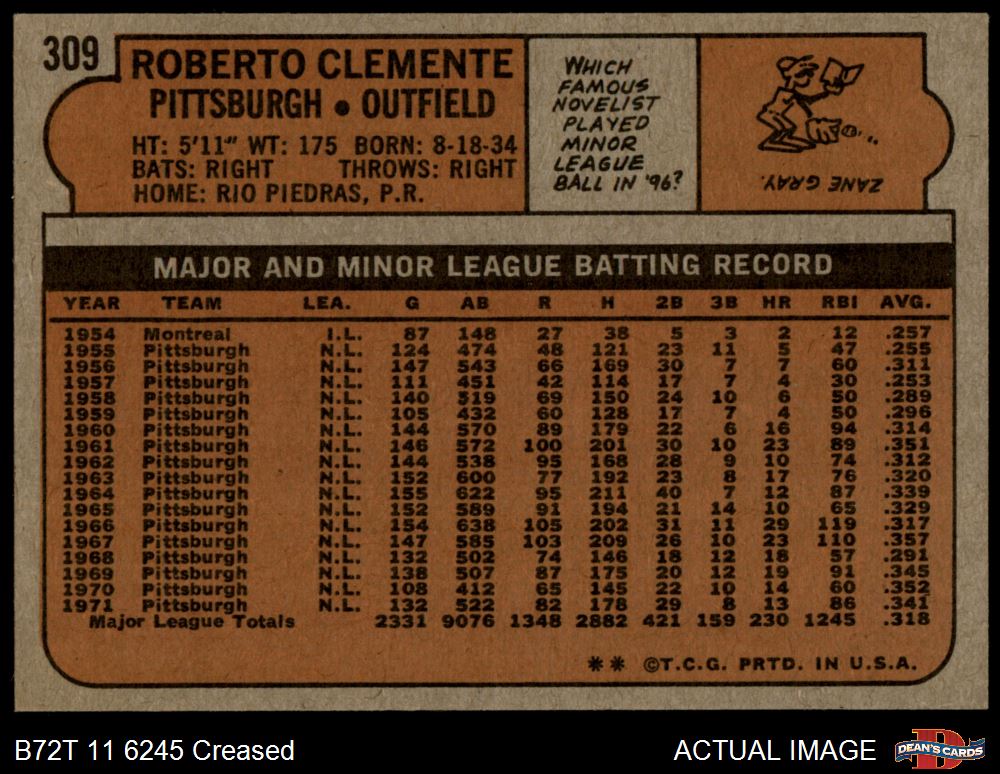 309
ROBERTO CLEMENTE
PITTSBURGH • OUTFIELD
HT: 5'11" WT: 175 BORN: 8-18-34
BATS: RIGHT THROWS: RIGHT
HOME: RIO PIEDRAS, P.R.
WHICH
FAMOUS
NOVELIST
PLAYED
MINOR
LEAGUE
BALL IN '96?
ZANE GRAY.
MAJOR AND MINOR LEAGUE BATTING RECORD
YEAR TEAM LEA. G AB R H 2B 3B HR RBI AVG.
1954 Montreal I.L. 87 148 27 38 5 3 2 12 .257
1955 Pittsburgh N.L. 124 474 48 121 23 11 5 47 .255
1956 Pittsburgh N.L. 147 543 66 169 30 7 7 60 .311
1957 Pittsburgh N.L. 111 451 42 114 17 7 4 30 .253
1958 Pittsburgh N.L. 140 519 69 150 24 10 6 50 .289
1959 Pittsburgh N.L. 105 432 60 128 17 7 4 50 .296
1960 Pittsburgh N.L. 144 570 89 179 22 6 16 94 .314
1961 Pittsburgh N.L. 146 572 100 201 30 10 23 89 .351
1962 Pittsburgh N.L. 144 538 95 168 28 9 10 74 .312
1963 Pittsburgh N.L. 152 600 77 192 23 8 17 76 .320
1964 Pittsburgh N.L. 155 622 95 211 40 7 12 87 .339
1965 Pittsburgh N.L. 152 589 91 194 21 14 10 65 .329
1966 Pittsburgh N.L. 154 638 105 202 31 11 29 119 .317
1967 Pittsburgh N.L. 147 585 103 209 26 10 23 110 .357
1968 Pittsburgh N.L. 132 502 74 146 18 12 18 57 .291
1969 Pittsburgh N.L. 138 507 87 175 20 12 19 91 .345
1970 Pittsburgh N.L. 108 412 65 145 22 10 14 60 .352
1971 Pittsburgh N.L. 132 522 82 178 29 8 13 86 .341
Major League Totals 2331 9076 1348 2882 421 159 230 1245 .318
** ©T.C.G. PRTD. IN U.S.A.
B72T 11 6245 Creased
ACTUAL IMAGE
D
DEAN'S CARDS